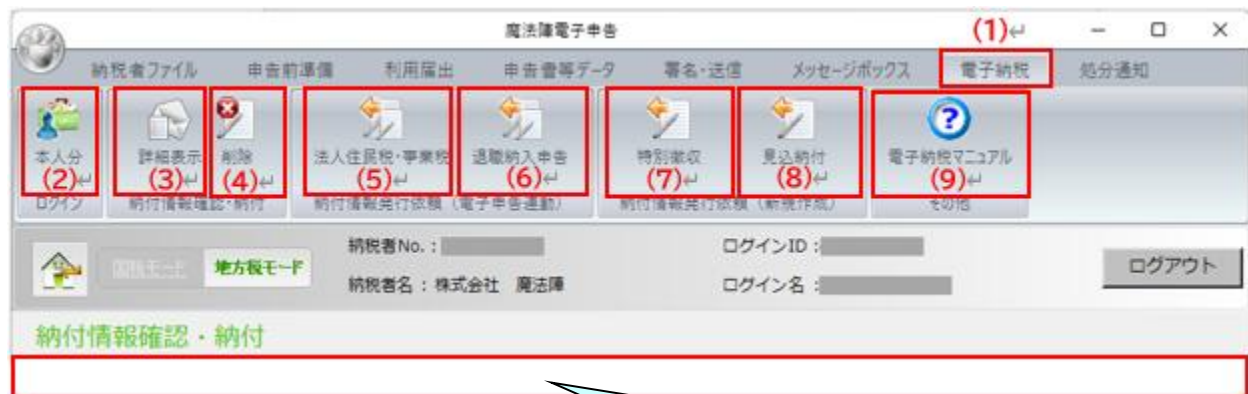 魔法陣電子申告 (1)↵
納税者ファイル 申告前準備 利用届出 申告書等データ 署名・送信 メッセージボックス 電子納税 処分通知
本人分 詳細表示 削除 法人住民税・事業税 退職納入申告 特別徴収 見込納付 電子納税マニュアル
(2)↵ (3)↵ (4)↵ (5)↵ (6)↵ (7)↵ (8)↵ (9)↵
ログイン 納付情報確認・納付 納付情報発行依頼（電子申告連動） 納付情報発行依頼（新規作成） その他
納税者No.： ログインID：
国税モード 地方税モード ログアウト
納税者名：株式会社 魔法陣 ログイン名：
納付情報確認・納付